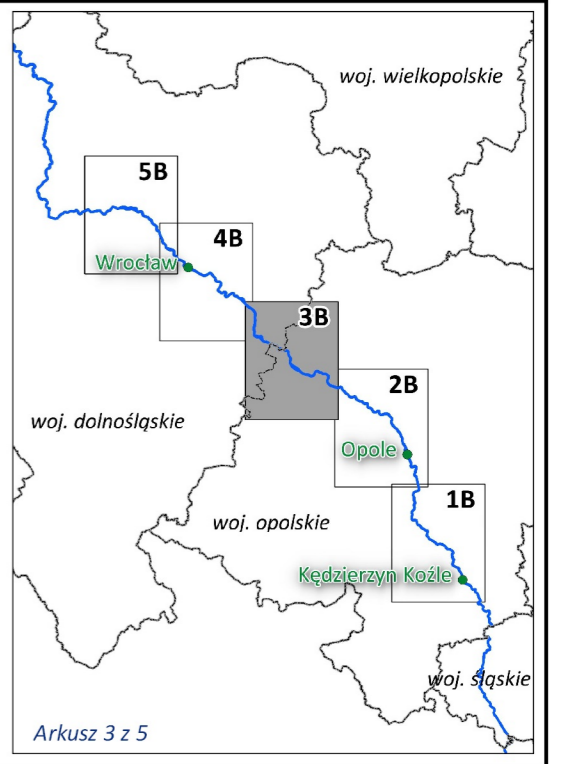 woj. wielkopolskie
5B
4B
Wrocław
3B
2B
woj. dolnośląskie
Opole
1B
woj. opolskie
Kędzierzyn Koźle
woj. śląskie
Arkusz 3 z 5